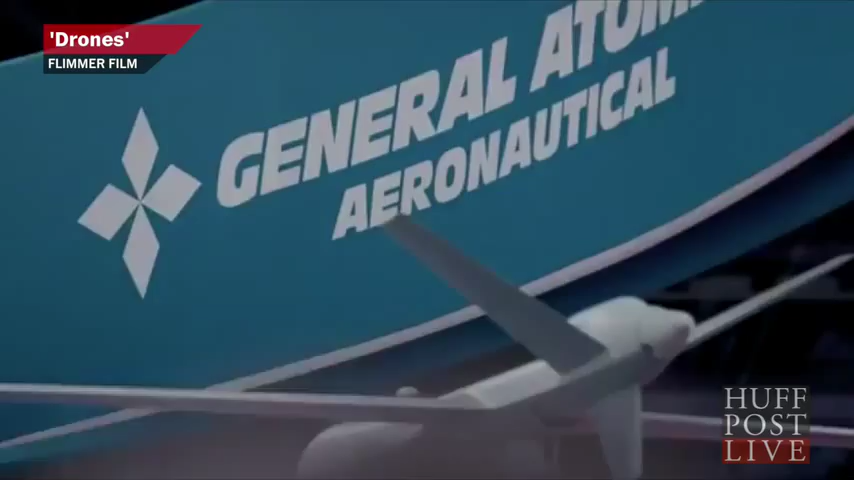 'Drones'
FLIMMER FILM
GENERAL ATOM
AERONAUTICAL
HUFF
POST
LIVE